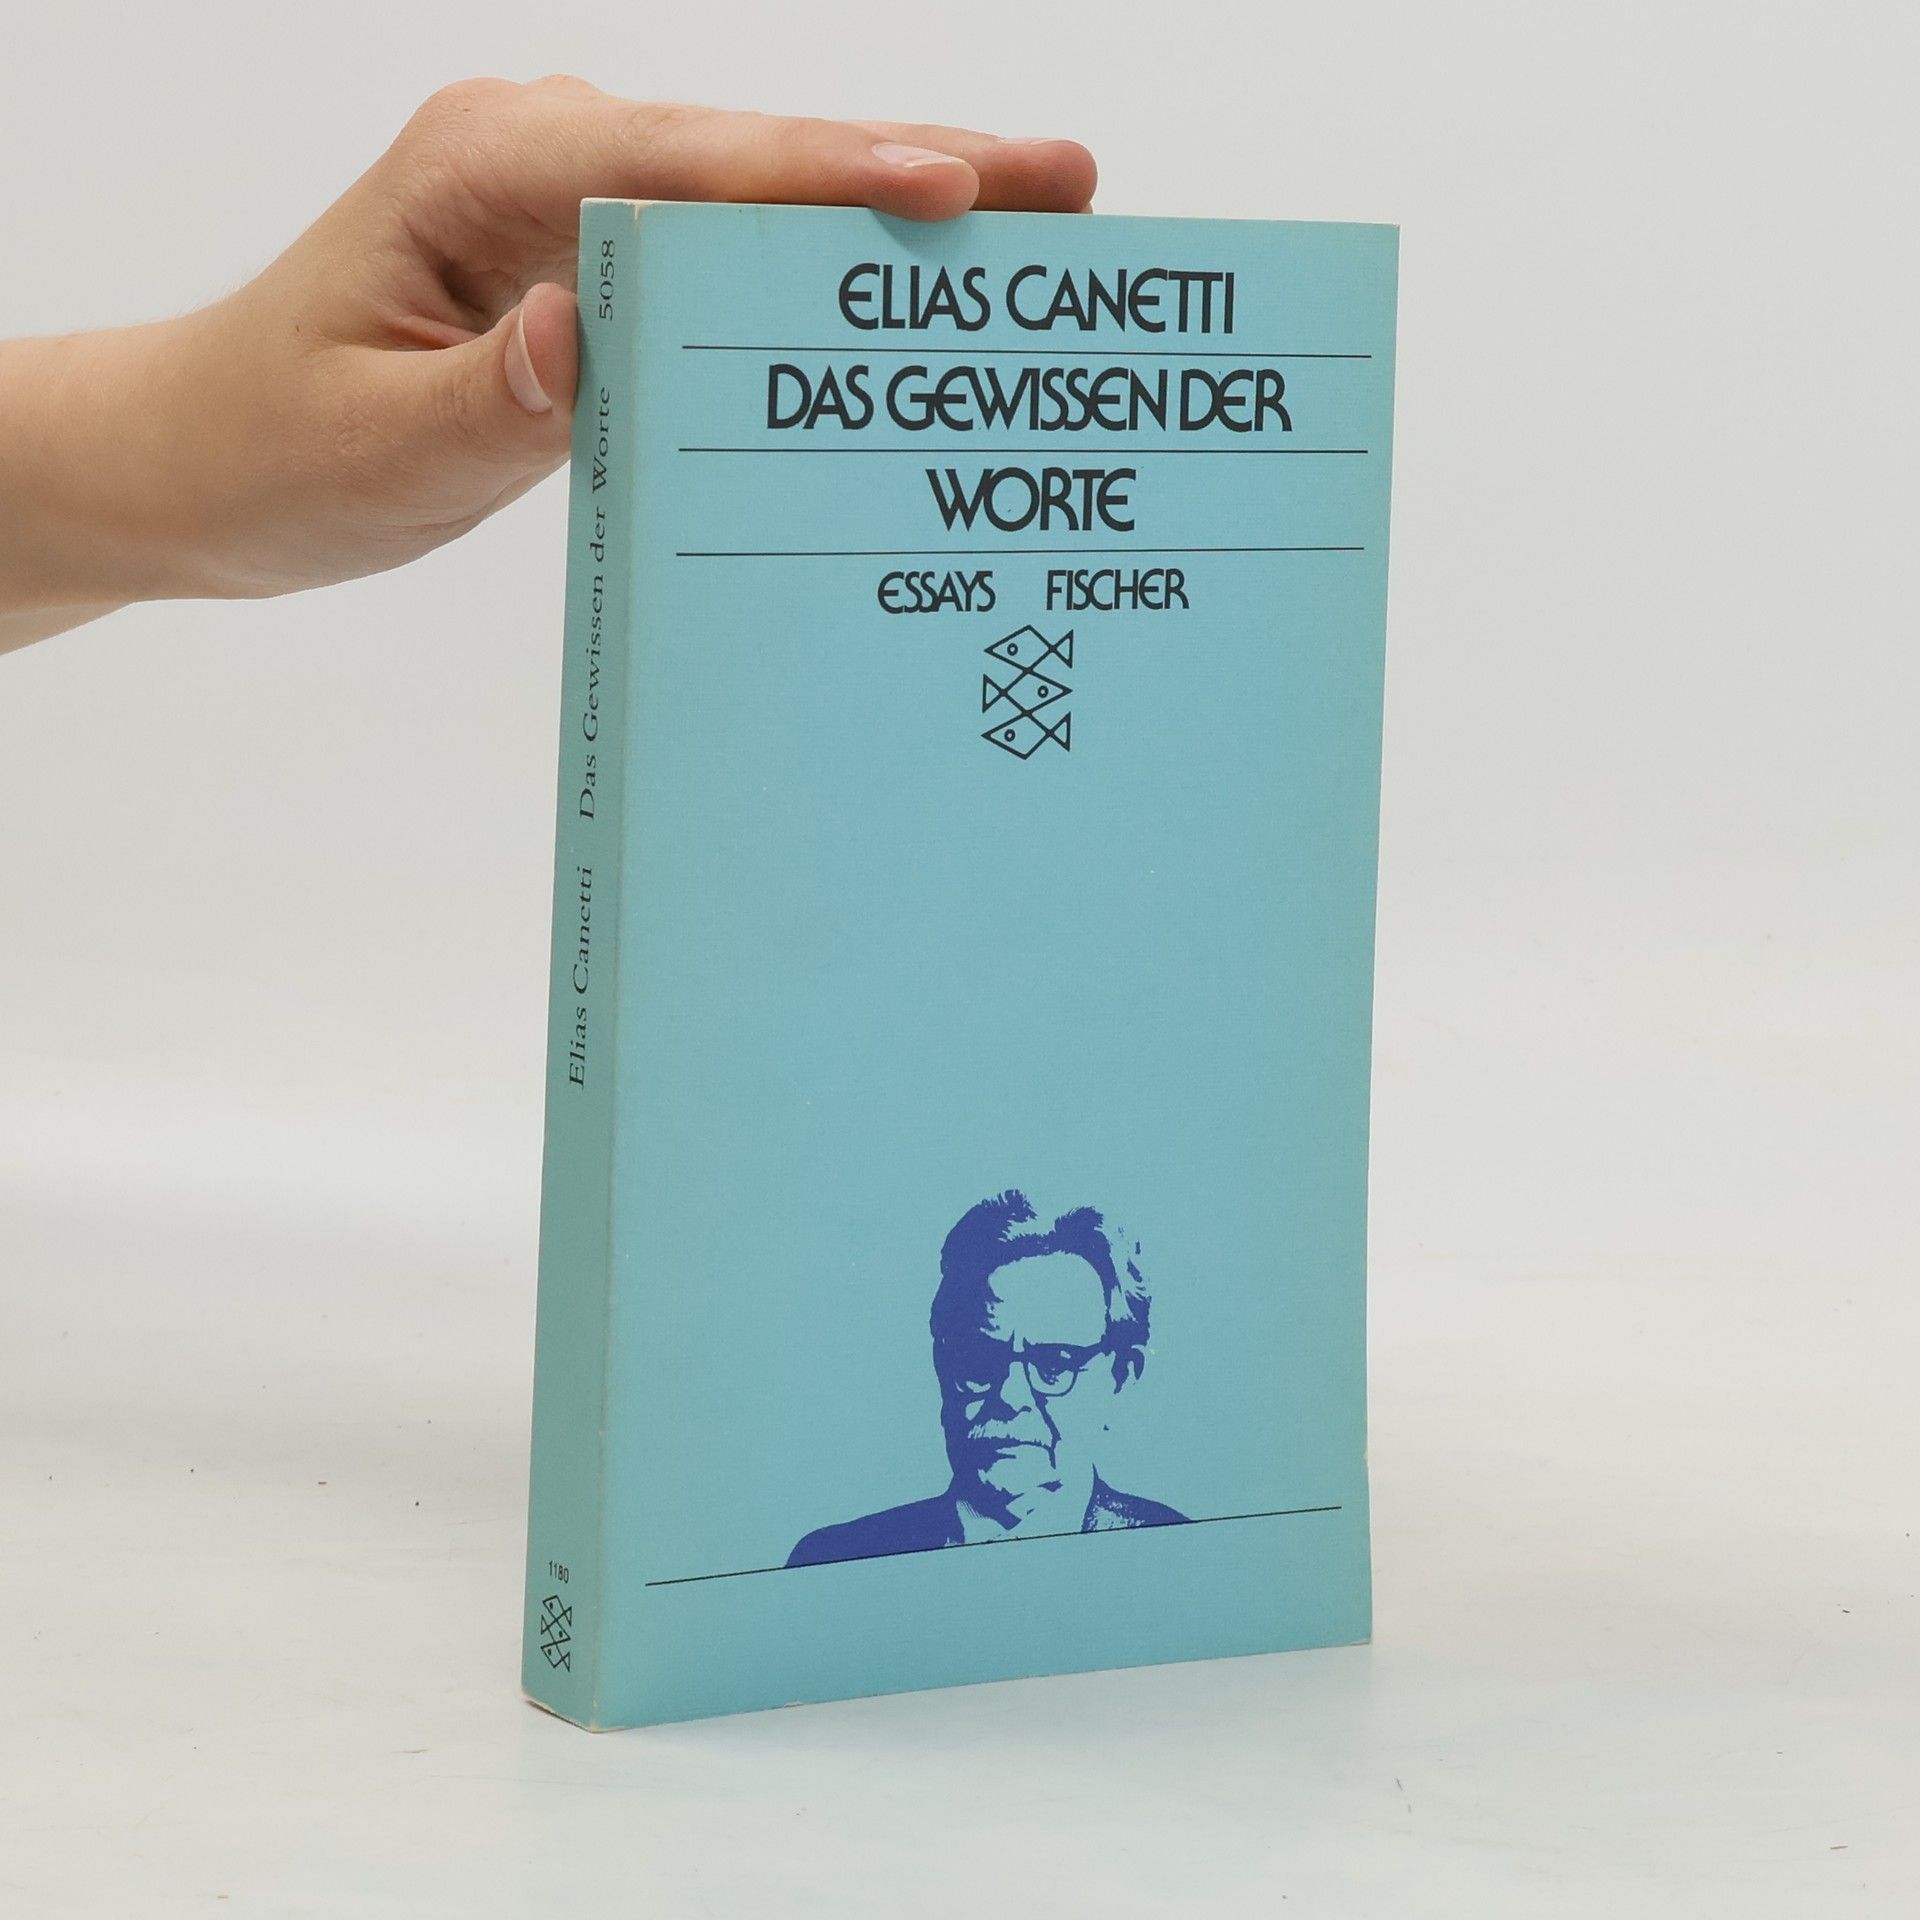 ELIAS CANETTI
DAS GEWISSEN DER
WORTE
ESSAYS FISCHER
Elias Canetti Das Gewissen der Worte 5058
1180